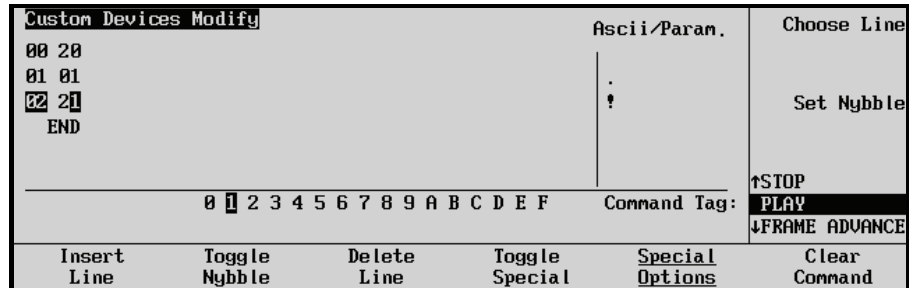 Custom Devices Modify
Ascii/Param.
Choose Line
00 20
01 01 .
02 21 !
END
Set Nybble
↑STOP
0 1 2 3 4 5 6 7 8 9 A B C D E F
Command Tag:
PLAY
↓FRAME ADVANCE
Insert Line
Toggle Nybble
Delete Line
Toggle Special
Special Options
Clear Command